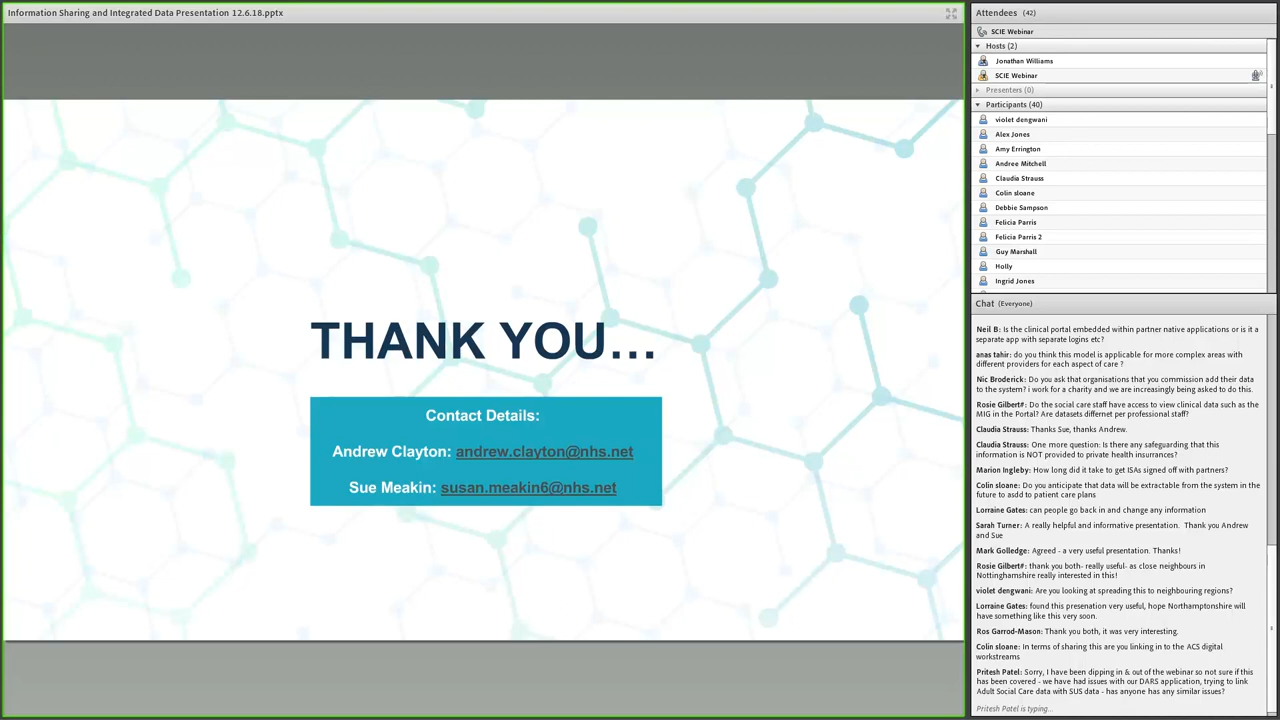 Information Sharing and Integrated Data Presentation 12.6.18.pptx
THANK YOU...
Contact Details:
Andrew Clayton: andrew.clayton@nhs.net
Sue Meakin: susan.meakin6@nhs.net
Attendees (42)
SCIE Webinar
Hosts (2)
Jonathan Williams
SCIE Webinar
Presenters (0)
Participants (40)
violet dengwani
Alex Jones
Amy Errington
Andree Mitchell
Claudia Strauss
Colin sloane
Debbie Sampson
Felicia Parris
Felicia Parris 2
Guy Marshall
Holly
Ingrid Jones
Chat (Everyone)
Neil B: Is the clinical portal embedded within partner native applications or is it a
separate app with separate logins etc?
anas tahir: do you think this model is applicable for more complex areas with
different providers for each aspect of care ?
Nic Broderick: Do you ask that organisations that you commission add their data
to the system? i work for a charity and we are increasingly being asked to do this.
Rosie Gilbert#: Do the social care staff have access to view clinical data such as the
MIG in the Portal? Are datasets differnet per professional staff?
Claudia Strauss: Thanks Sue, thanks Andrew.
Claudia Strauss: One more question: Is there any safeguarding that this
information is NOT provided to private health insurrances?
Marion Ingleby: How long did it take to get ISAs signed off with partners?
Colin sloane: Do you anticipate that data will be extractable from the system in the
future to asdd to patient care plans
Lorraine Gates: can people go back in and change any information
Sarah Turner: A really helpful and informative presentation. Thank you Andrew
and Sue
Mark Golledge: Agreed - a very useful presentation. Thanks!
Rosie Gilbert#: thank you both- really useful- as close neighbours in
Nottinghamshire really interested in this!
violet dengwani: Are you looking at spreading this to neighbouring regions?
Lorraine Gates: found this presenation very useful, hope Northamptonshire will
have something like this very soon.
Ros Garrod-Mason: Thank you both, it was very interesting.
Colin sloane: In terms of sharing this are you linking in to the ACS digital
workstreams
Pritesh Patel: Sorry, I have been dipping in & out of the webinar so not sure if this
has been covered - we have had issues with our DARS application, trying to link
Adult Social Care data with SUS data - has anyone has any similar issues?
Pritesh Patel is typing...